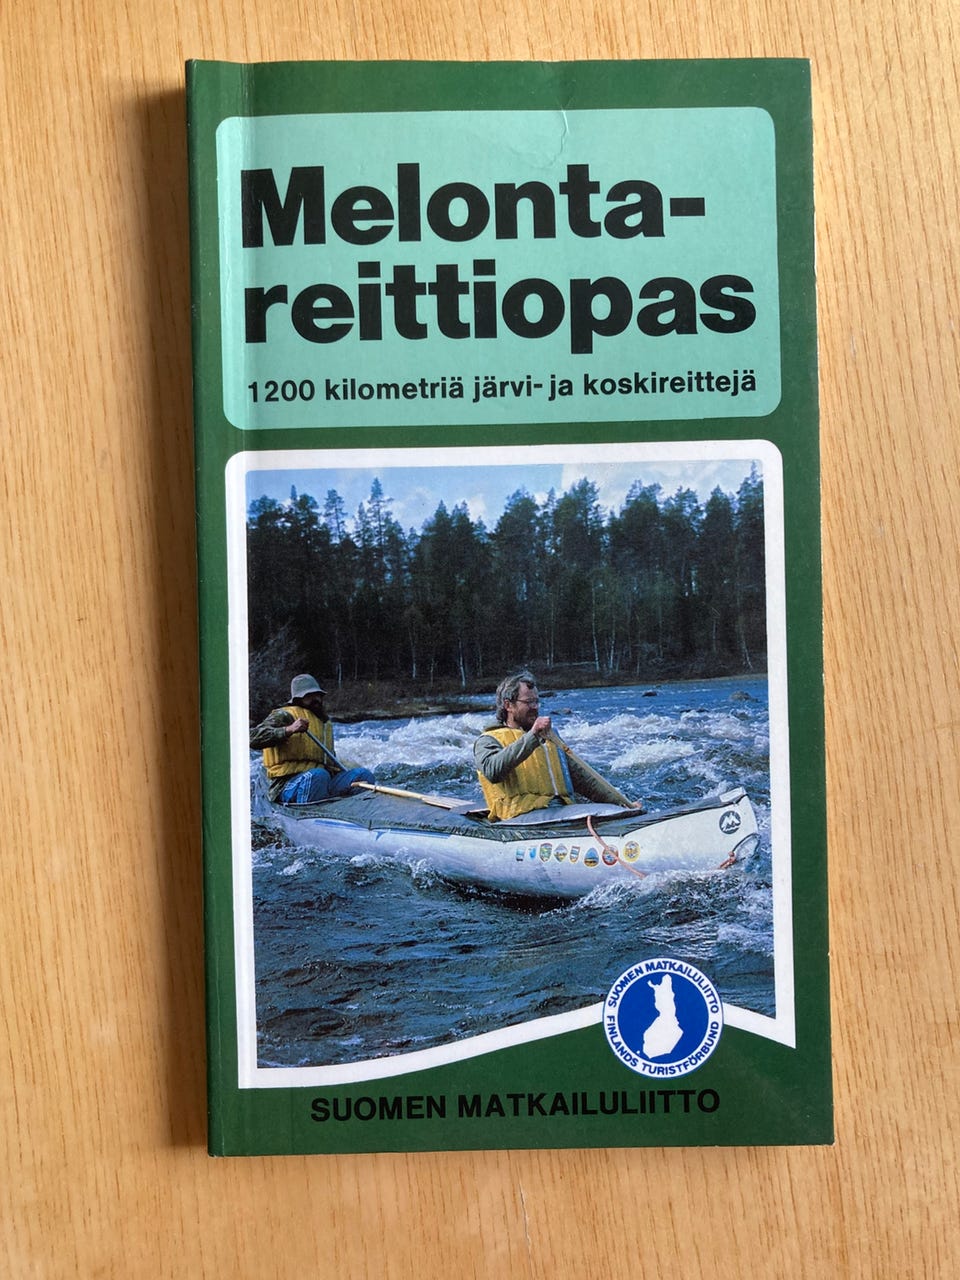 Melonta-
reittiopas
1200 kilometriä järvi- ja koskireittejä
SUOMEN MATKAILULIITTO
FINLANDS TURISTFÖRBUND
SUOMEN MATKAILULIITTO